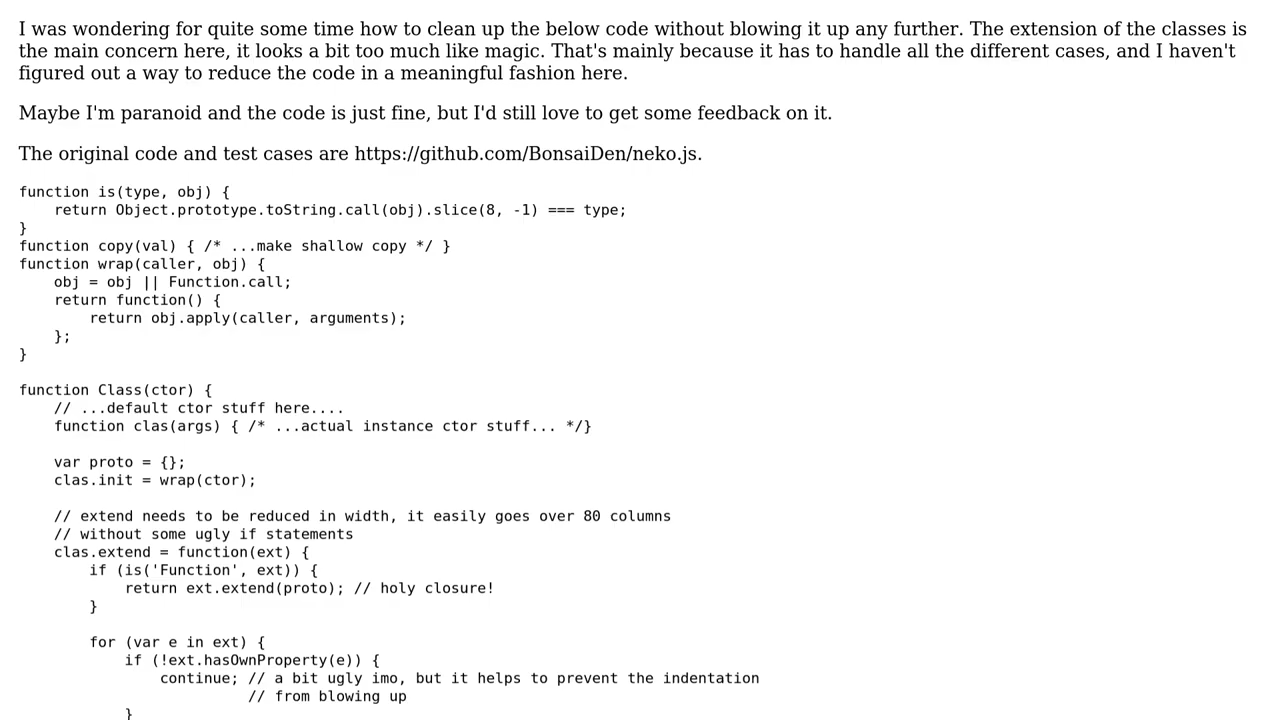 I was wondering for quite some time how to clean up the below code without blowing it up any further. The extension of the classes is
the main concern here, it looks a bit too much like magic. That's mainly because it has to handle all the different cases, and I haven't
figured out a way to reduce the code in a meaningful fashion here.
Maybe I'm paranoid and the code is just fine, but I'd still love to get some feedback on it.
The original code and test cases are https://github.com/BonsaiDen/neko.js.
function is(type, obj) {
    return Object.prototype.toString.call(obj).slice(8, -1) === type;
}
function copy(val) { /* ...make shallow copy */ }
function wrap(caller, obj) {
    obj = obj || Function.call;
    return function() {
        return obj.apply(caller, arguments);
    };
}
function Class(ctor) {
    // ...default ctor stuff here....
    function clas(args) { /* ...actual instance ctor stuff... */}
    var proto = {};
    clas.init = wrap(ctor);
    // extend needs to be reduced in width, it easily goes over 80 columns
    // without some ugly if statements
    clas.extend = function(ext) {
        if (is('Function', ext)) {
            return ext.extend(proto); // holy closure!
        }
        for (var e in ext) {
            if (!ext.hasOwnProperty(e)) {
                continue; // a bit ugly imo, but it helps to prevent the indentation
                          // from blowing up
            }